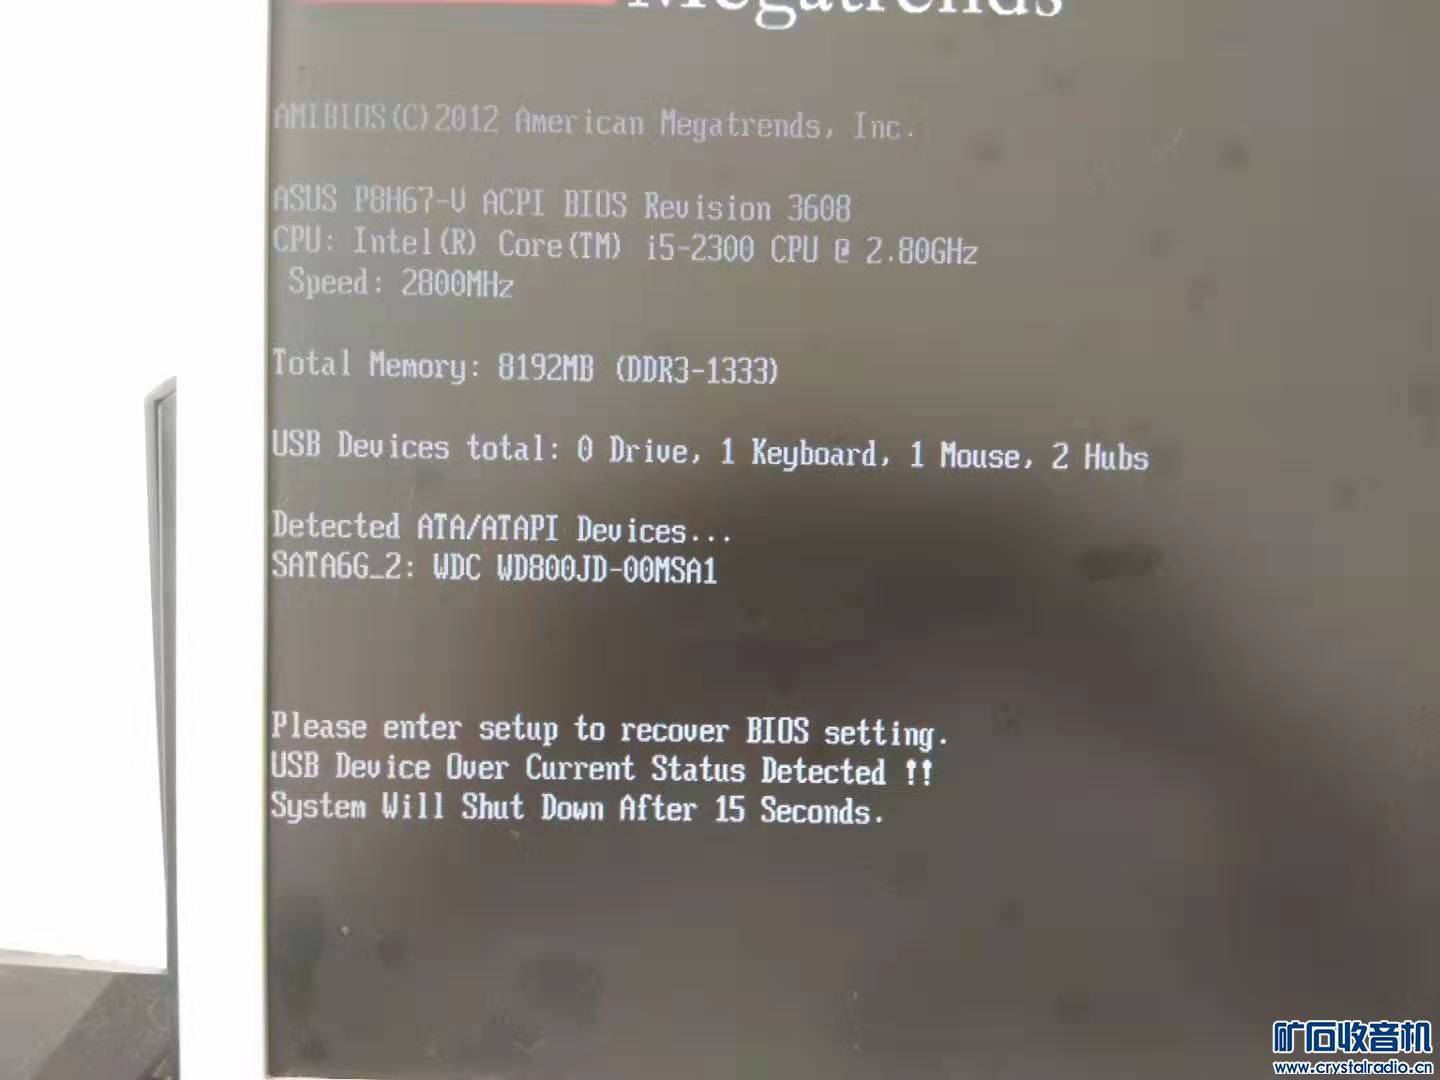 Megatrends
AMIBIOS(C)2012 American Megatrends, Inc.
ASUS P8H67-V ACPI BIOS Revision 3608
CPU: Intel(R) Core(TM) i5-2300 CPU @ 2.80GHz
Speed: 2800MHz
Total Memory: 8192MB (DDR3-1333)
USB Devices total: 0 Drive, 1 Keyboard, 1 Mouse, 2 Hubs
Detected ATA/ATAPI Devices...
SATA6G_2: WDC WD800JD-00MSA1
Please enter setup to recover BIOS setting.
USB Device Over Current Status Detected !!
System Will Shut Down After 15 Seconds.
矿石收音机
www.crystalradio.cn